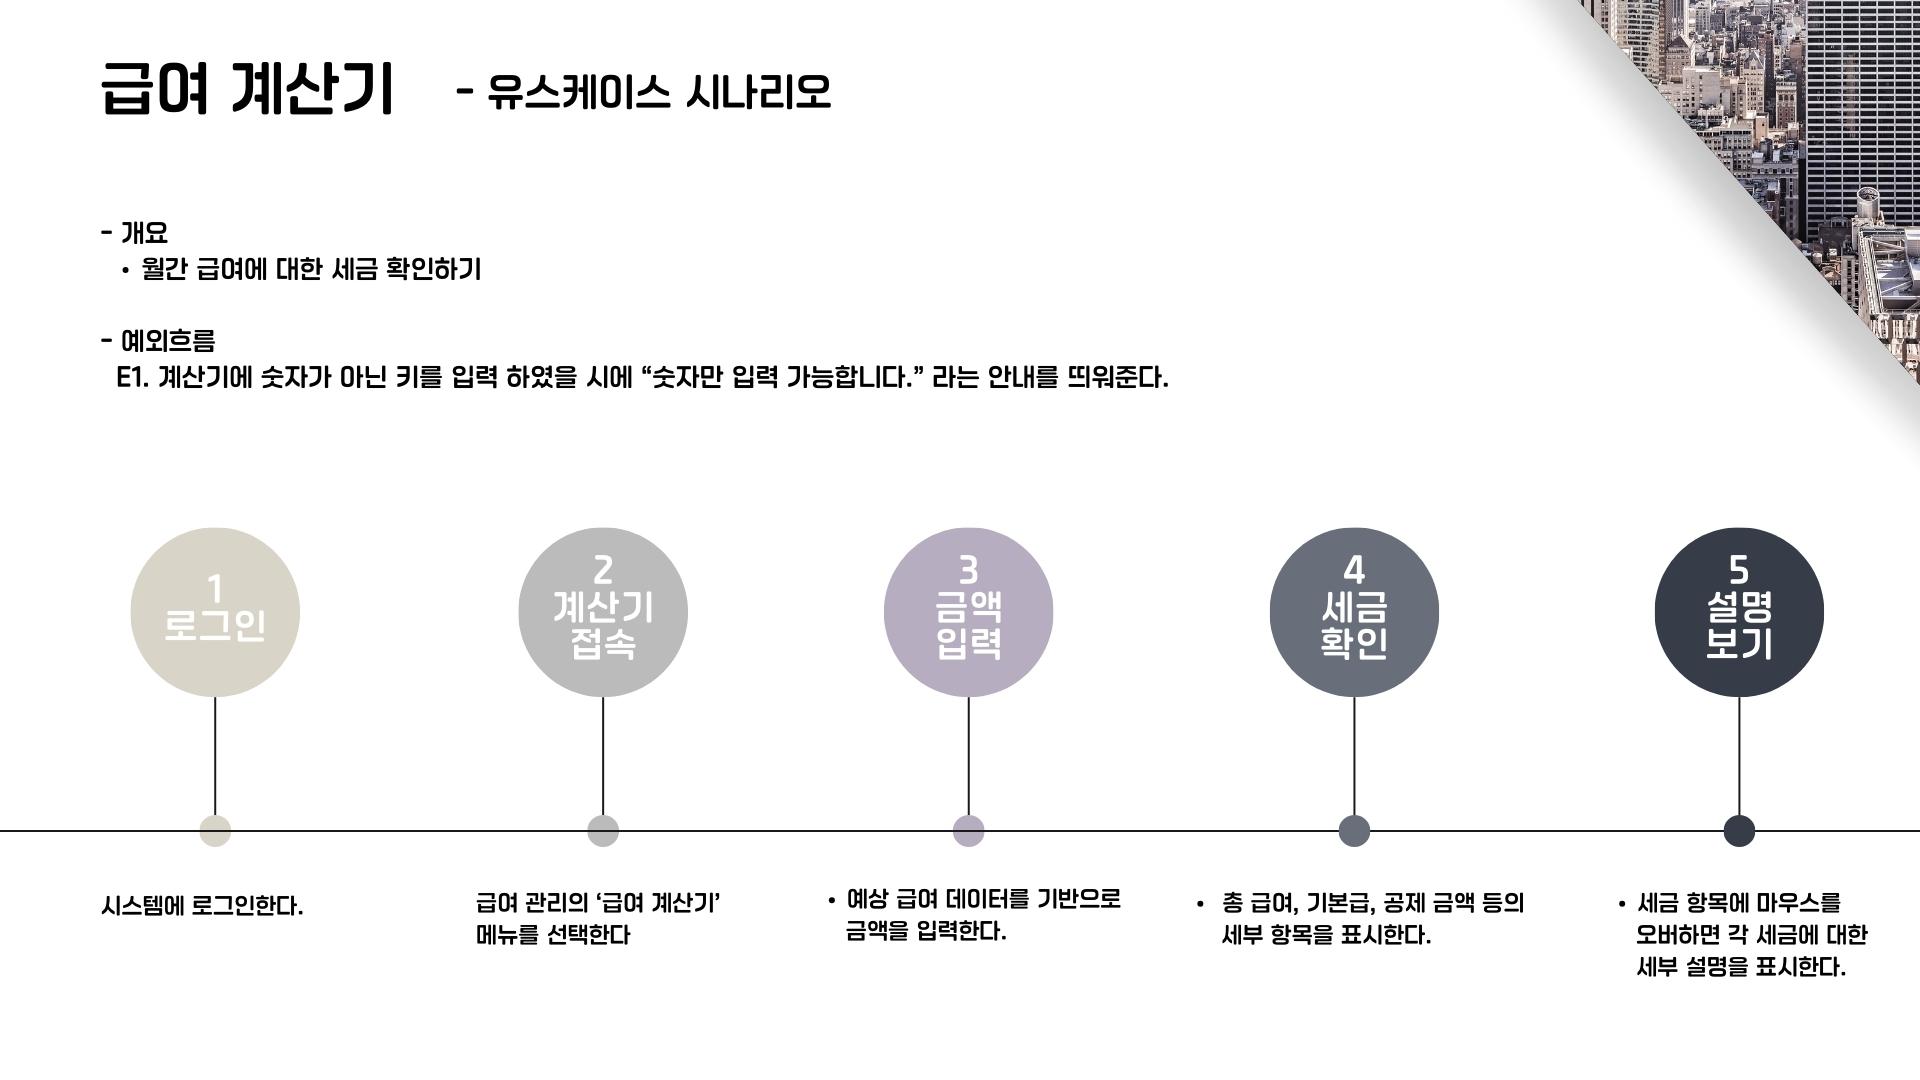 급여 계산기 - 유스케이스 시나리오
- 개요
• 월간 급여에 대한 세금 확인하기
- 예외흐름
E1. 계산기에 숫자가 아닌 키를 입력 하였을 시에 “숫자만 입력 가능합니다.” 라는 안내를 띄워준다.
1
로그인
2
계산기
접속
3
금액
입력
4
세금
확인
5
설명
보기
시스템에 로그인한다.
급여 관리의 ‘급여 계산기’
메뉴를 선택한다
• 예상 급여 데이터를 기반으로
금액을 입력한다.
• 총 급여, 기본급, 공제 금액 등의
세부 항목을 표시한다.
• 세금 항목에 마우스를
오버하면 각 세금에 대한
세부 설명을 표시한다.